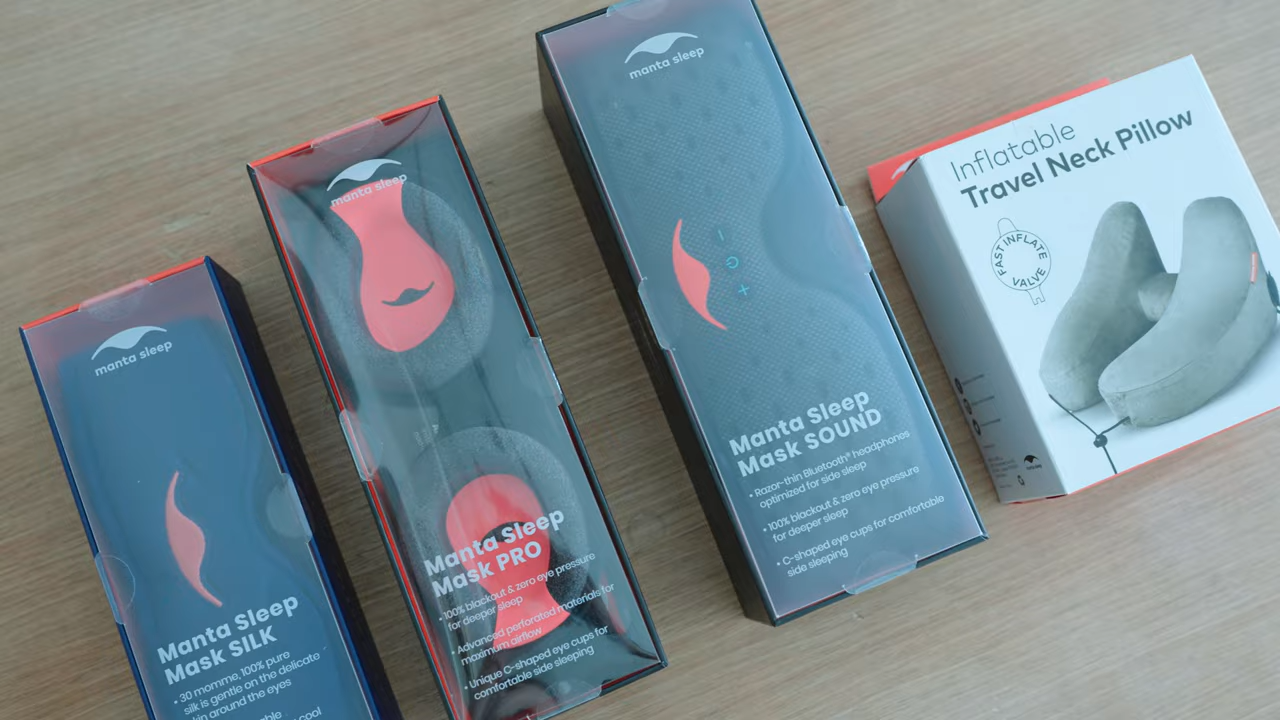 manta sleep
Manta Sleep
Mask SILK
• 30 momme, 100% pure
silk is gentle on the delicate
around the eyes
cool
manta sleep
Manta Sleep
Mask PRO
• 100% blackout & zero eye pressure
for deeper sleep
• Advanced perforated materials for
maximum airflow
• Unique C-shaped eye cups for
comfortable side sleeping
manta sleep
Manta Sleep
Mask SOUND
• Razor-thin Bluetooth® headphones
optimized for side sleep
• 100% blackout & zero eye pressure
for deeper sleep
• C-shaped eye cups for comfortable
side sleeping
Inflatable
Travel Neck Pillow
FAST INFLATE
VALVE